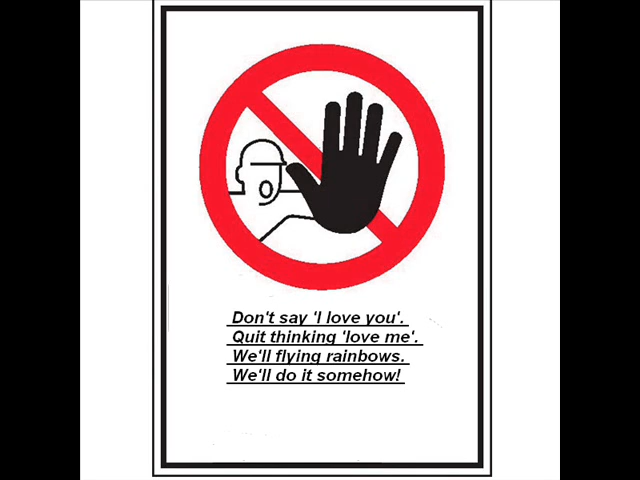 Don't say 'I love you'.
Quit thinking 'love me'.
We'll flying rainbows.
We'll do it somehow!